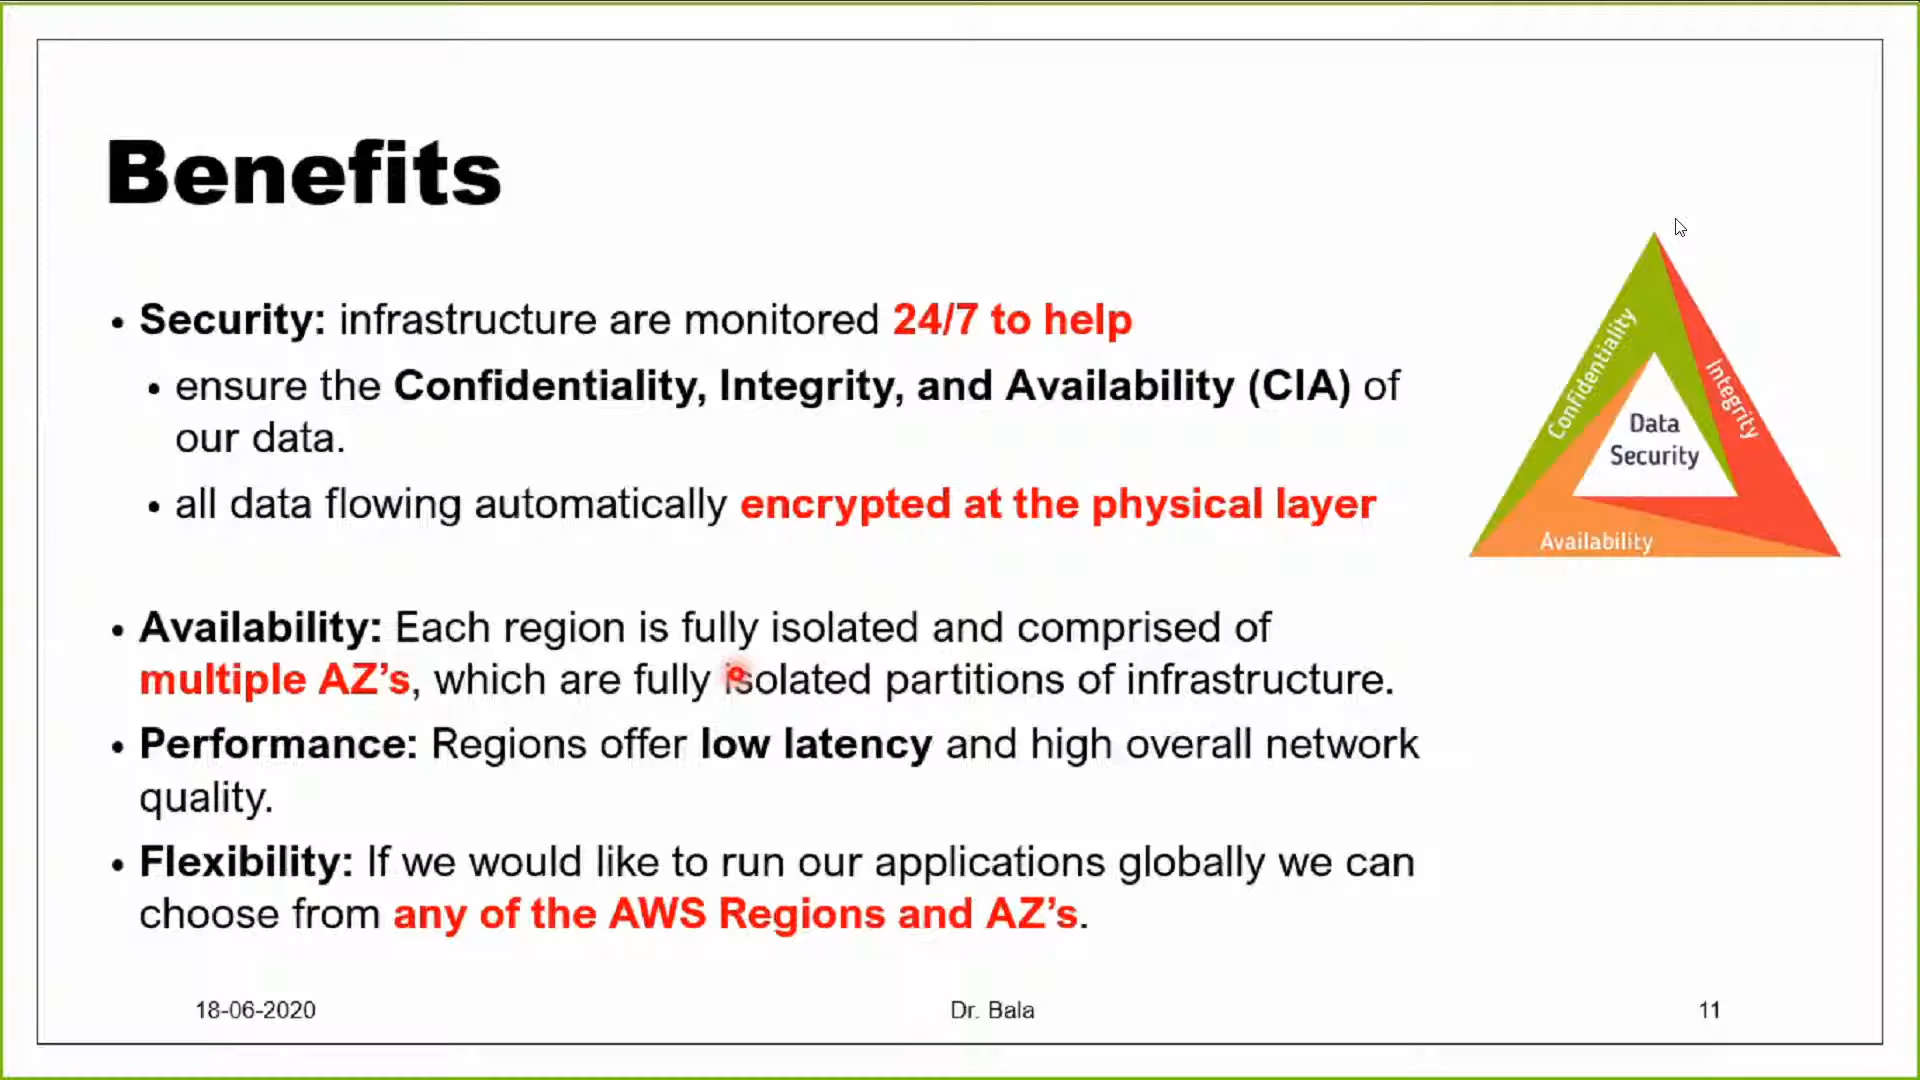 Benefits
• Security: infrastructure are monitored 24/7 to help
• ensure the Confidentiality, Integrity, and Availability (CIA) of
our data.
• all data flowing automatically encrypted at the physical layer
• Availability: Each region is fully isolated and comprised of
multiple AZ’s, which are fully isolated partitions of infrastructure.
• Performance: Regions offer low latency and high overall network
quality.
• Flexibility: If we would like to run our applications globally we can
choose from any of the AWS Regions and AZ’s.
Confidentiality
Integrity
Data
Security
Availability
18-06-2020
Dr. Bala
11